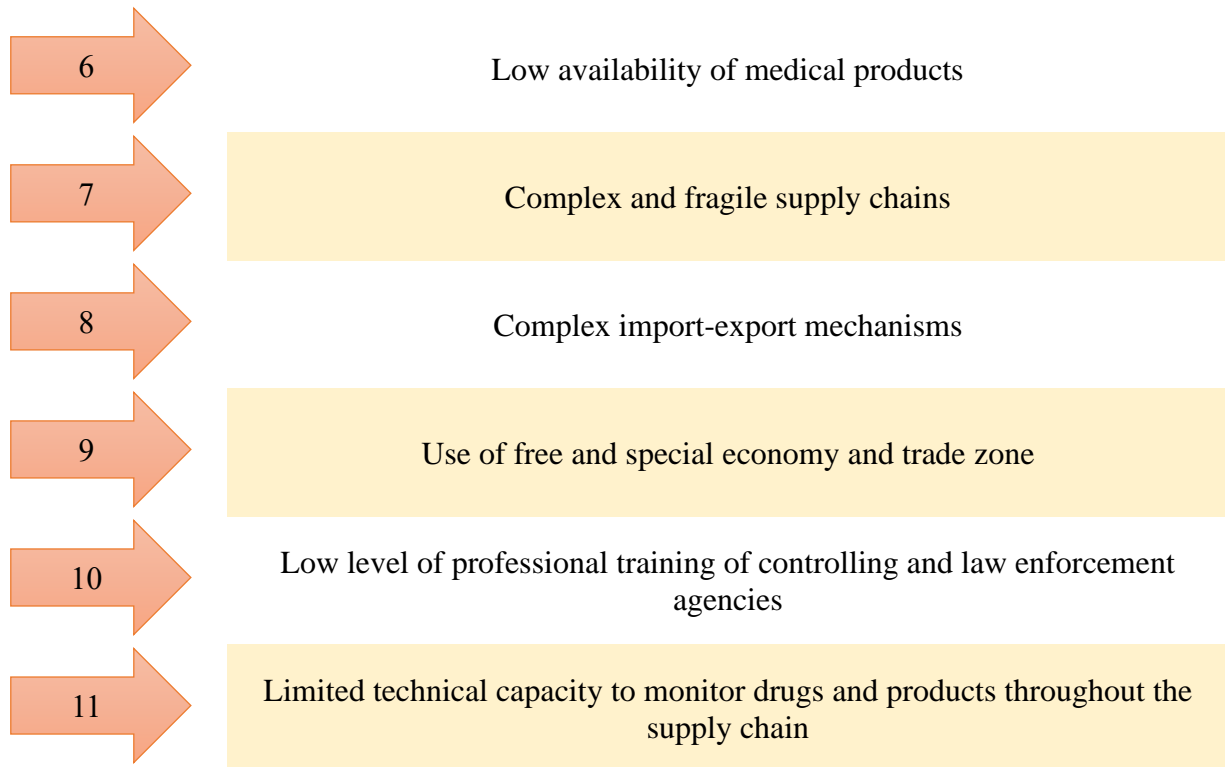 6
Low availability of medical products
7
Complex and fragile supply chains
8
Complex import-export mechanisms
9
Use of free and special economy and trade zone
10
Low level of professional training of controlling and law enforcement
agencies
11
Limited technical capacity to monitor drugs and products throughout the
supply chain